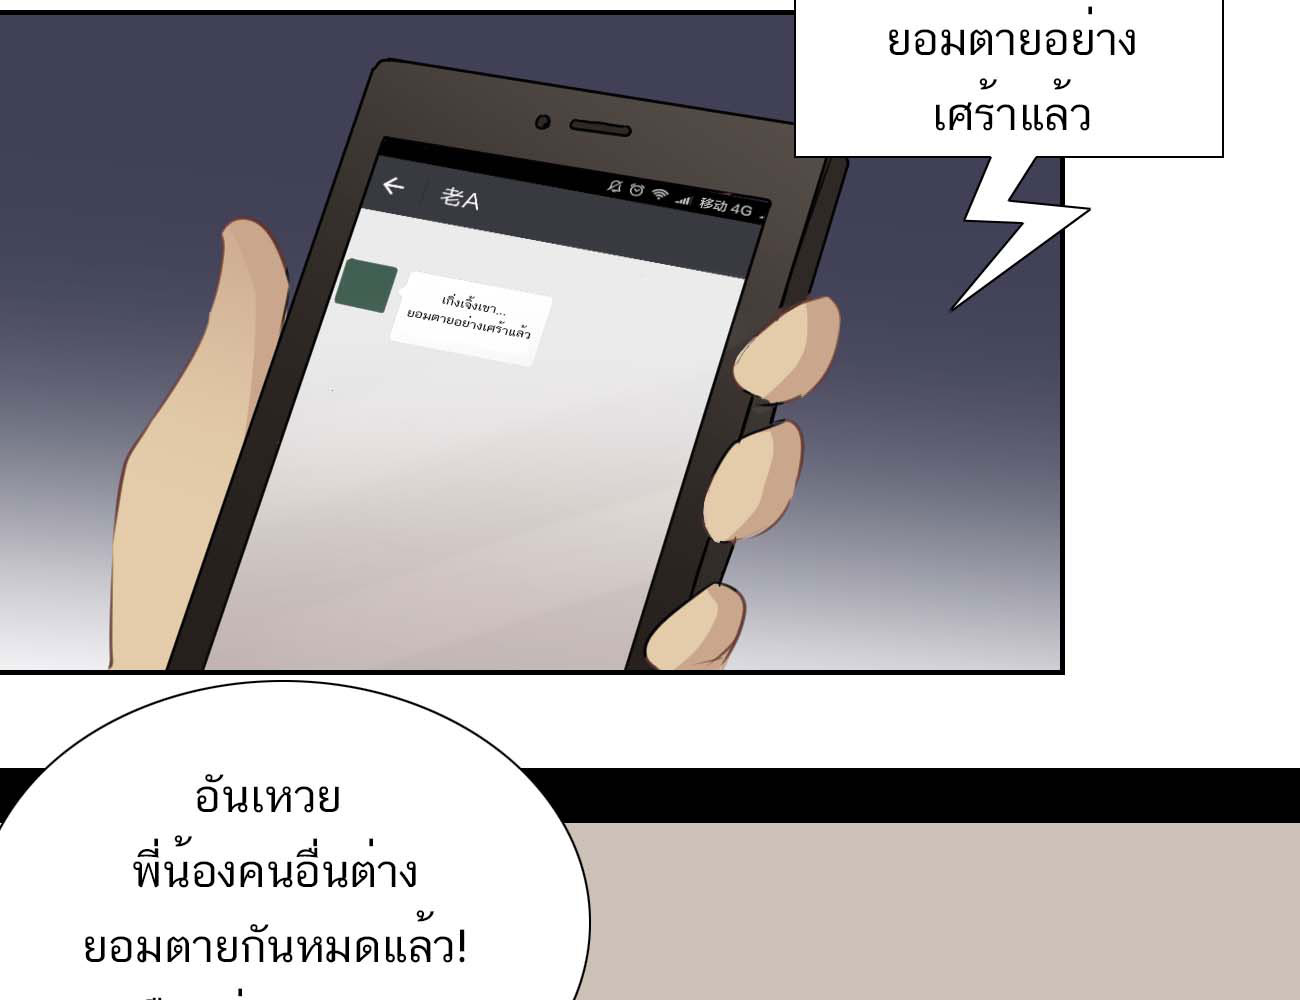 ยอมตายอย่าง
เศร้าแล้ว
移动 4G
老A
เกิ่งเจิ้งเขา...
ยอมตายอย่างเศร้าแล้ว
อันเหวย
พี่น้องคนอื่นต่าง
ยอมตายกันหมดแล้ว!